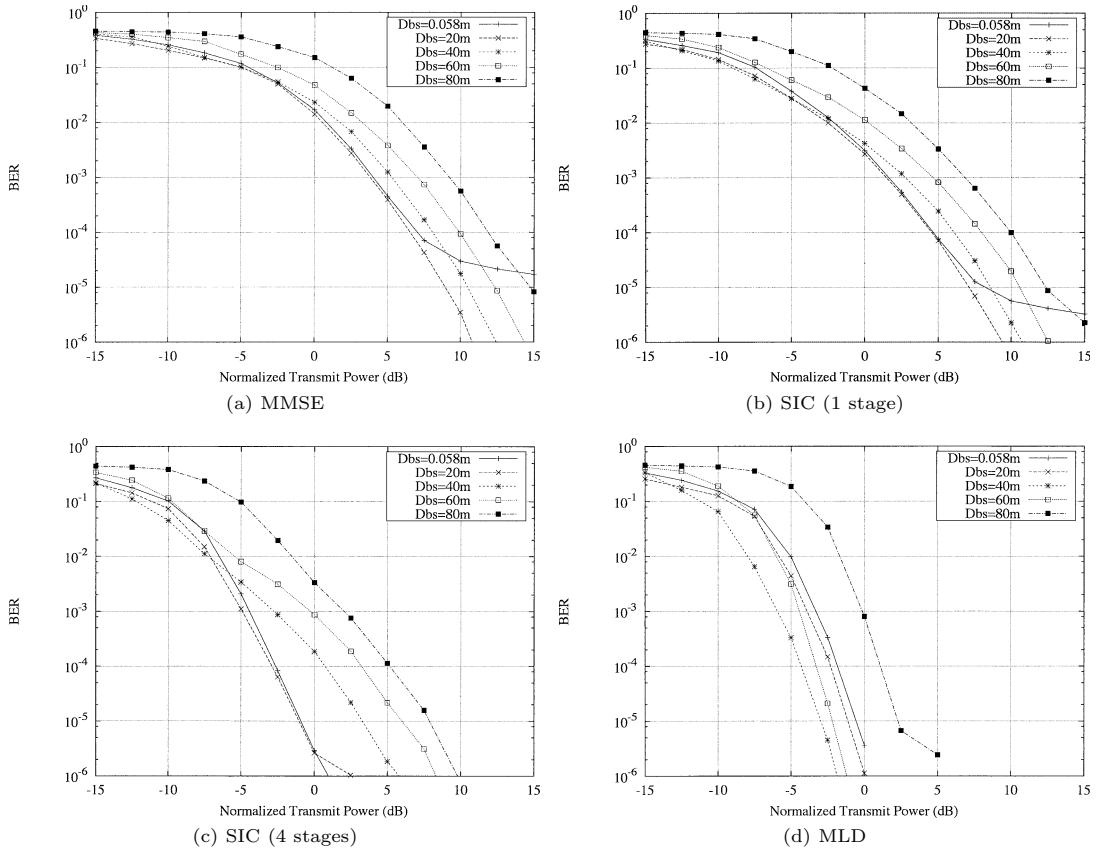 10^0
10^-1
10^-2
10^-3
10^-4
10^-5
10^-6
BER
-15 -10 -5 0 5 10 15
Normalized Transmit Power (dB)
Dbs=0.058m
Dbs=20m
Dbs=40m
Dbs=60m
Dbs=80m
(a) MMSE
10^0
10^-1
10^-2
10^-3
10^-4
10^-5
10^-6
BER
-15 -10 -5 0 5 10 15
Normalized Transmit Power (dB)
Dbs=0.058m
Dbs=20m
Dbs=40m
Dbs=60m
Dbs=80m
(b) SIC (1 stage)
10^0
10^-1
10^-2
10^-3
10^-4
10^-5
10^-6
BER
-15 -10 -5 0 5 10 15
Normalized Transmit Power (dB)
Dbs=0.058m
Dbs=20m
Dbs=40m
Dbs=60m
Dbs=80m
(c) SIC (4 stages)
10^0
10^-1
10^-2
10^-3
10^-4
10^-5
10^-6
BER
-15 -10 -5 0 5 10 15
Normalized Transmit Power (dB)
Dbs=0.058m
Dbs=20m
Dbs=40m
Dbs=60m
Dbs=80m
(d) MLD